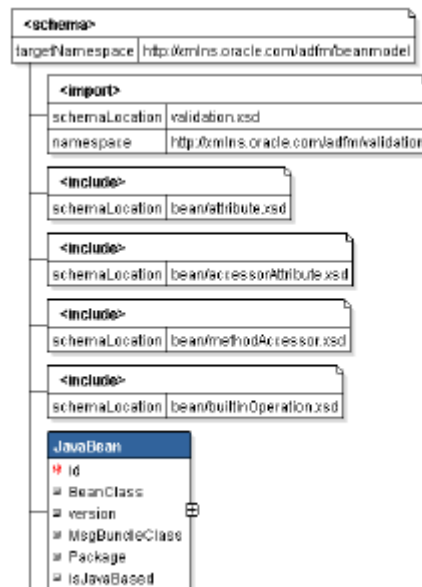 <schema>
targetNamespace http://xmlns.oracle.com/adfm/beanmodel
<import>
schemaLocation validation.xsd
namespace http://xmlns.oracle.com/adfm/validation
<include>
schemaLocation bean/attribute.xsd
<include>
schemaLocation bean/accessorAttribute.xsd
<include>
schemaLocation bean/methodAccessor.xsd
<include>
schemaLocation bean/builtinOperation.xsd
JavaBean
id
BeanClass
version
MsgBundleClass
Package
isJavaBased